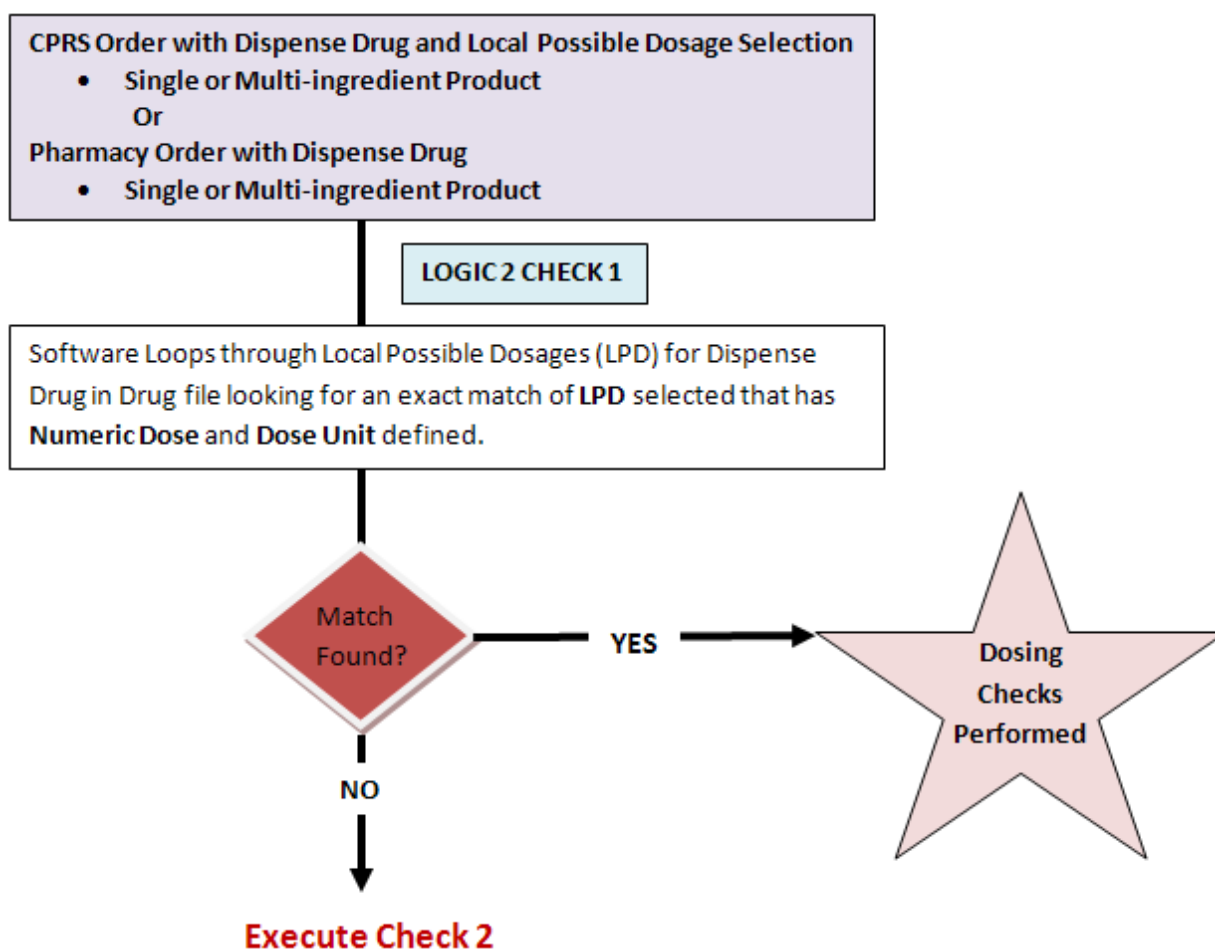 CPRS Order with Dispense Drug and Local Possible Dosage Selection
• Single or Multi-ingredient Product
Or
Pharmacy Order with Dispense Drug
• Single or Multi-ingredient Product
LOGIC 2 CHECK 1
Software Loops through Local Possible Dosages (LPD) for Dispense
Drug in Drug file looking for an exact match of LPD selected that has
Numeric Dose and Dose Unit defined.
Match
Found?
YES
Dosing
Checks
Performed
NO
Execute Check 2